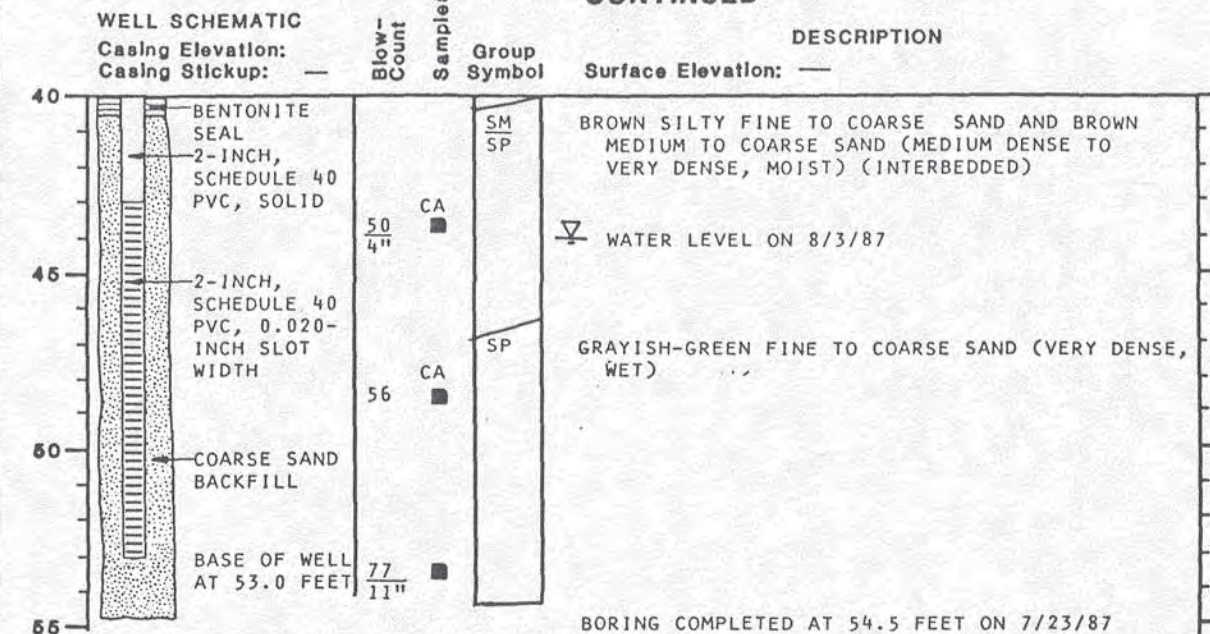 CONTINUED
WELL SCHEMATIC
Casing Elevation:
Casing Stickup: —
Blow-
Count
Samples
Group
Symbol
DESCRIPTION
Surface Elevation: —
40
BENTONITE
SEAL
2-INCH,
SCHEDULE 40
PVC, SOLID
SM
SP
BROWN SILTY FINE TO COARSE SAND AND BROWN
MEDIUM TO COARSE SAND (MEDIUM DENSE TO
VERY DENSE, MOIST) (INTERBEDDED)
50
4"
CA
WATER LEVEL ON 8/3/87
45
2-INCH,
SCHEDULE 40
PVC, 0.020-
INCH SLOT
WIDTH
SP
GRAYISH-GREEN FINE TO COARSE SAND (VERY DENSE,
WET)
CA
56
50
COARSE SAND
BACKFILL
BASE OF WELL
AT 53.0 FEET
77
11"
55
BORING COMPLETED AT 54.5 FEET ON 7/23/87